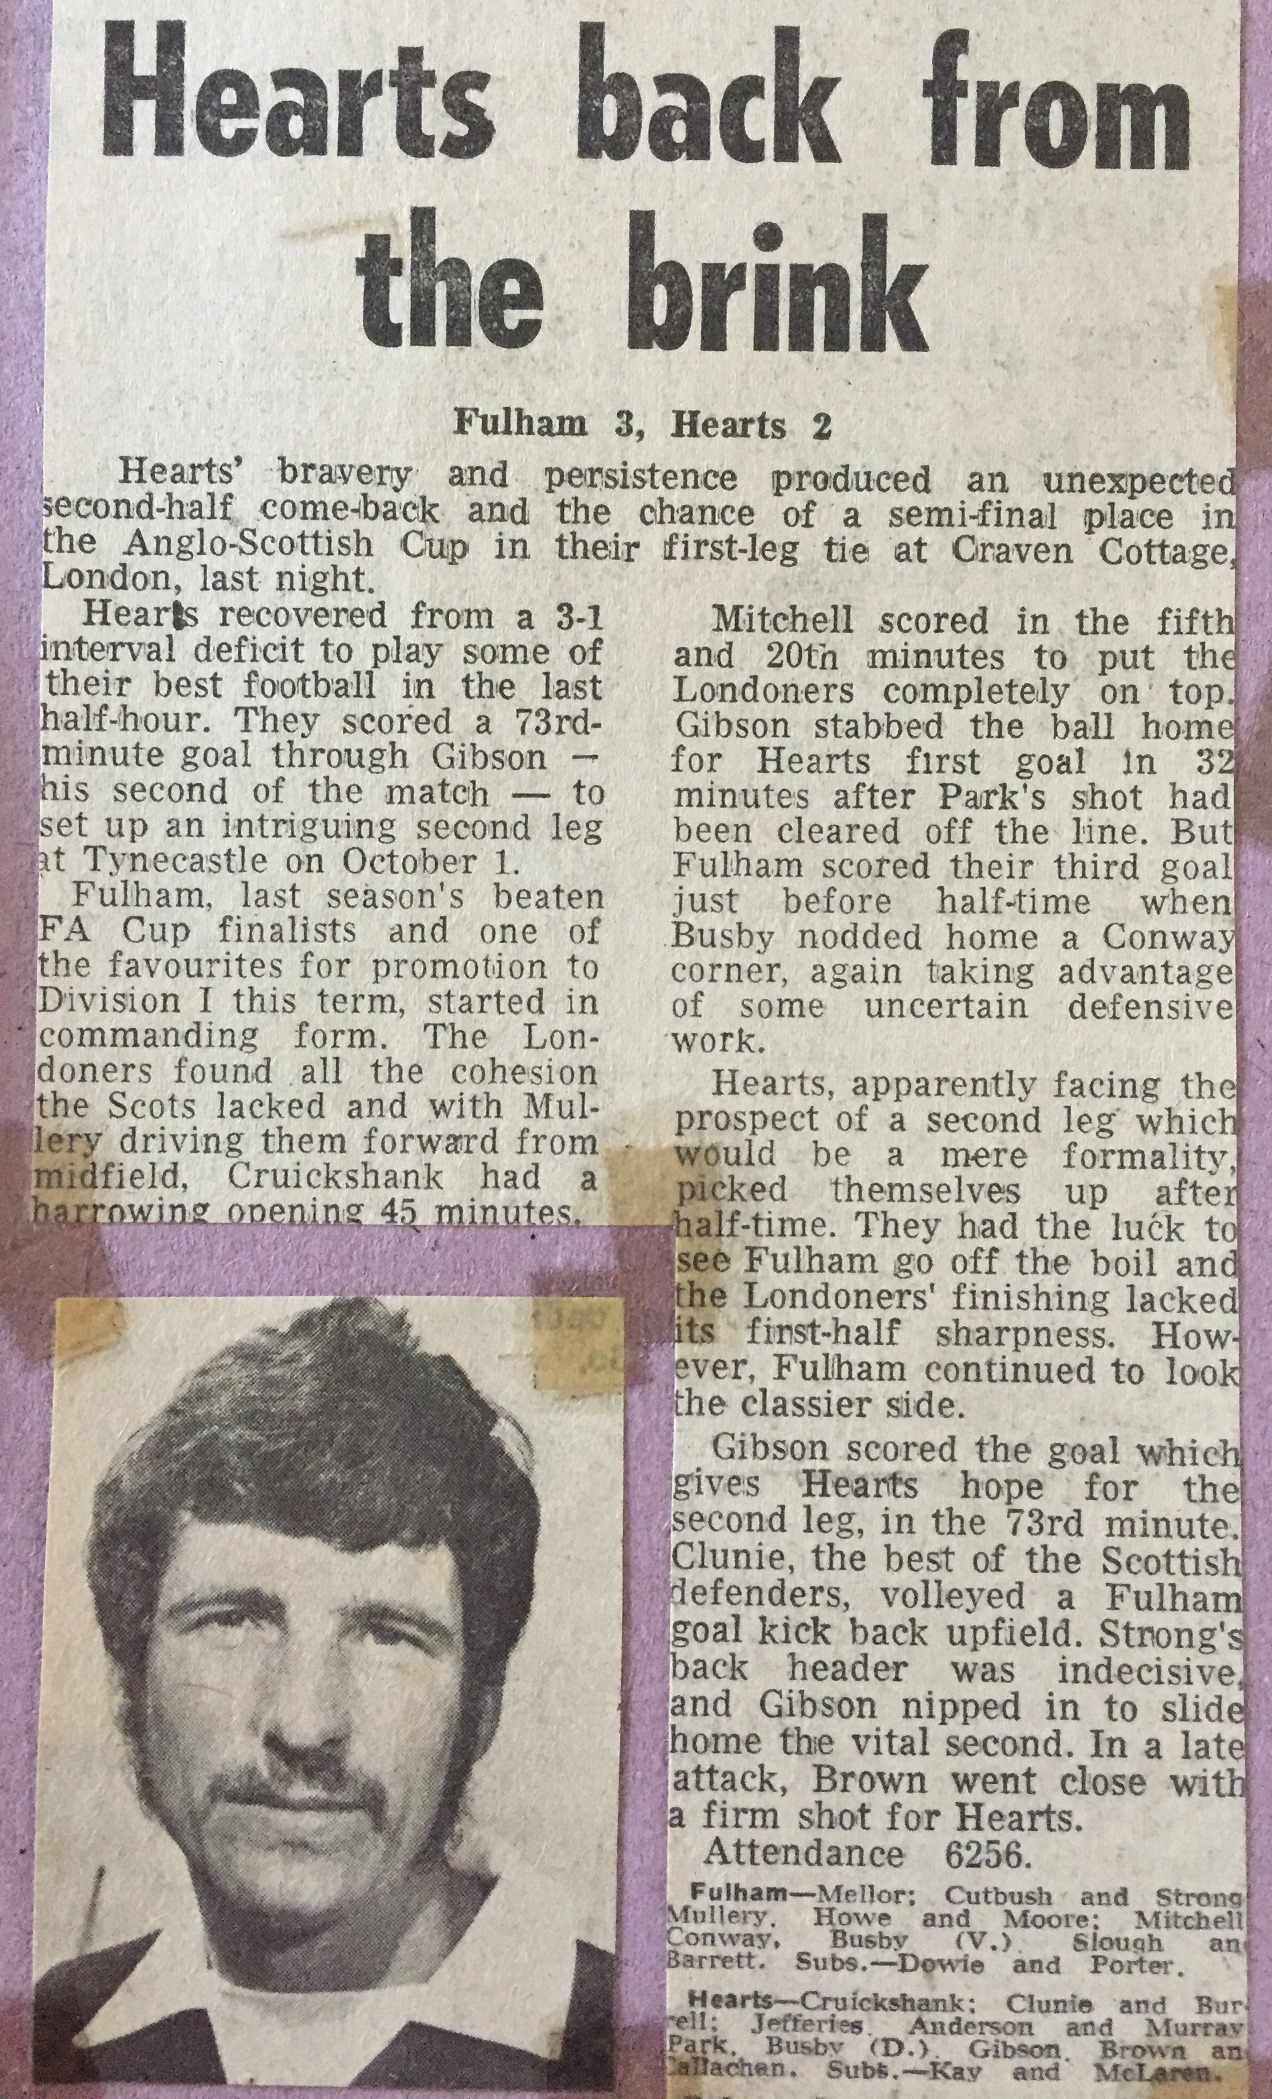 Hearts back from
the brink
Fulham 3, Hearts 2
Hearts' bravery and persistence produced an unexpected
second-half come-back and the chance of a semi-final place in
the Anglo-Scottish Cup in their first-leg tie at Craven Cottage,
London, last night.
Hearts recovered from a 3-1
interval deficit to play some of
their best football in the last
half-hour. They scored a 73rd-
minute goal through Gibson —
his second of the match — to
set up an intriguing second leg
at Tynecastle on October 1.
Fulham, last season's beaten
FA Cup finalists and one of
the favourites for promotion to
Division I this term, started in
commanding form. The Lon-
doners found all the cohesion
the Scots lacked and with Mul-
lery driving them forward from
midfield, Cruickshank had a
harrowing opening 45 minutes.
Mitchell scored in the fifth
and 20th minutes to put the
Londoners completely on top.
Gibson stabbed the ball home
for Hearts first goal in 32
minutes after Park's shot had
been cleared off the line. But
Fulham scored their third goal
just before half-time when
Busby nodded home a Conway
corner, again taking advantage
of some uncertain defensive
work.
Hearts, apparently facing the
prospect of a second leg which
would be a mere formality,
picked themselves up after
half-time. They had the luck to
see Fulham go off the boil and
the Londoners' finishing lacked
its first-half sharpness. How-
ever, Fulham continued to look
the classier side.
Gibson scored the goal which
gives Hearts hope for the
second leg, in the 73rd minute.
Clunie, the best of the Scottish
defenders, volleyed a Fulham
goal kick back upfield. Strong's
back header was indecisive,
and Gibson nipped in to slide
home the vital second. In a late
attack, Brown went close with
a firm shot for Hearts.
Attendance 6256.
Fulham—Mellor; Cutbush and Strong
Mullery, Howe and Moore; Mitchell
Conway, Busby (V.) Slough an
Barrett. Subs.—Dowie and Porter.
Hearts—Cruickshank; Clunie and Bur-
rell; Jefferies Anderson and Murray
Park, Busby (D.) Gibson, Brown an
Callachan. Subs.—Kay and McLaren.